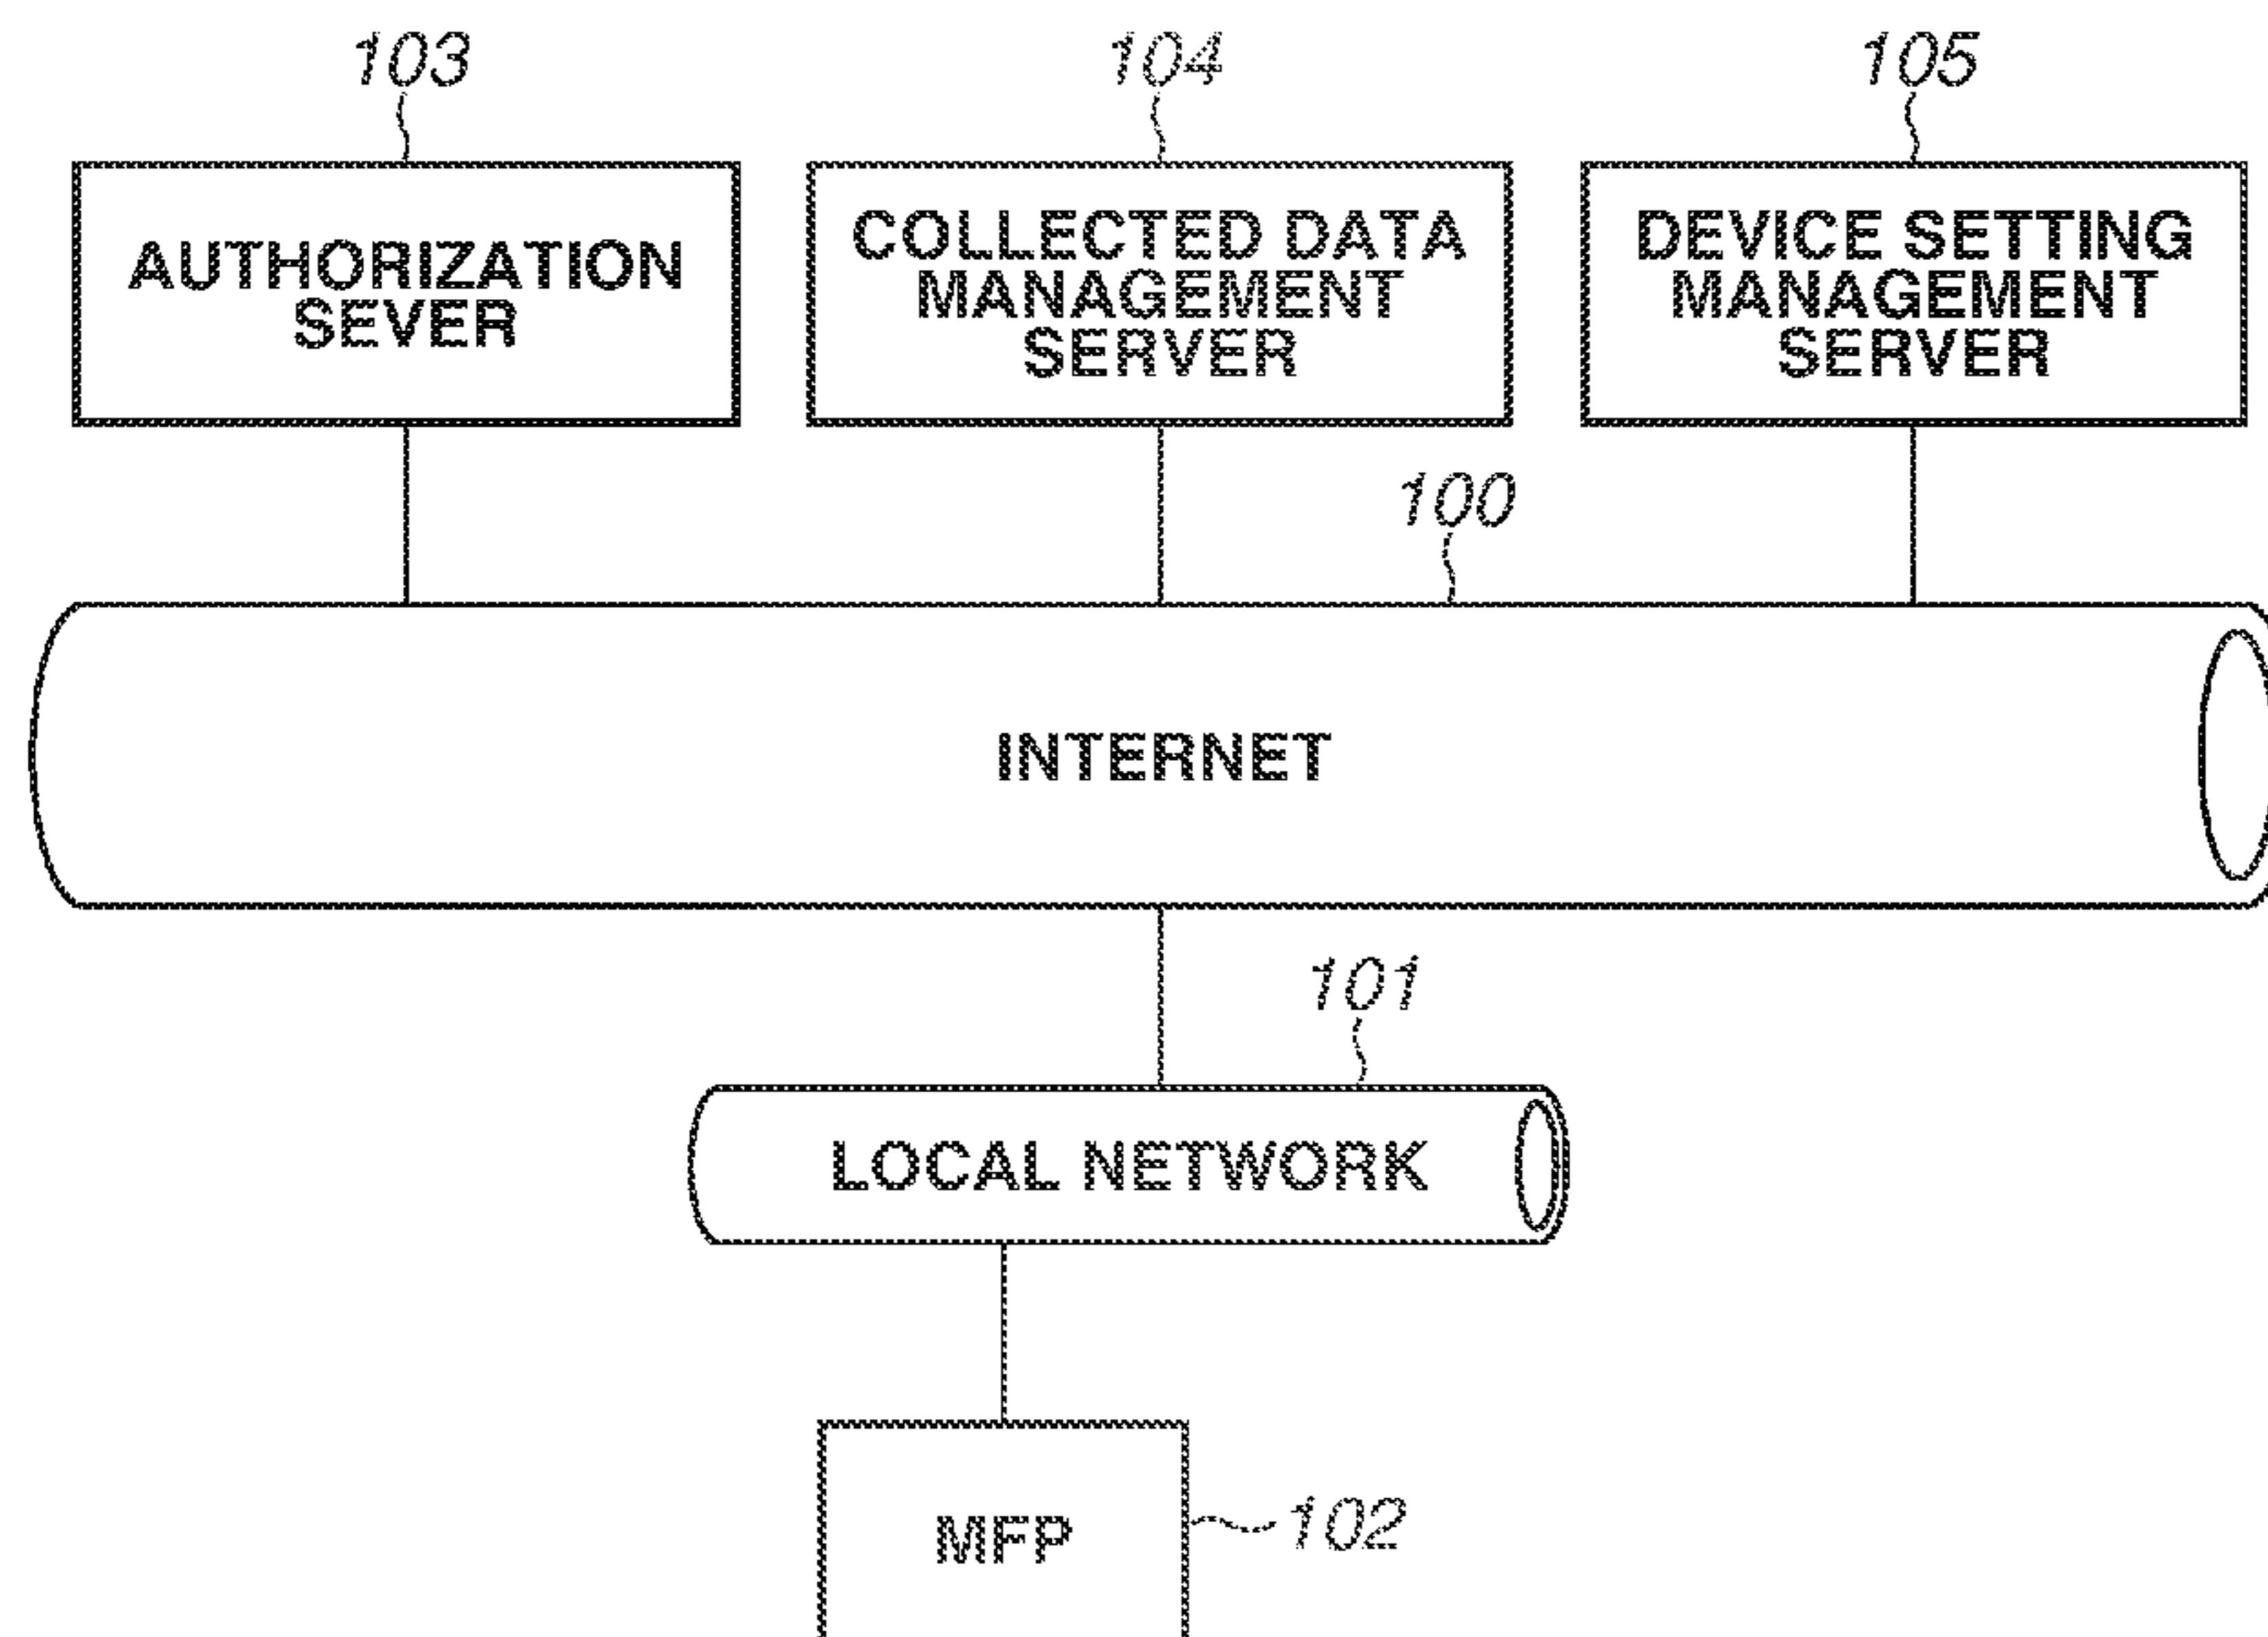 103
104
105
AUTHORIZATION
SEVER
COLLECTED DATA
MANAGEMENT
SERVER
DEVICE SETTING
MANAGEMENT
SERVER
100
INTERNET
101
LOCAL NETWORK
MFP
102